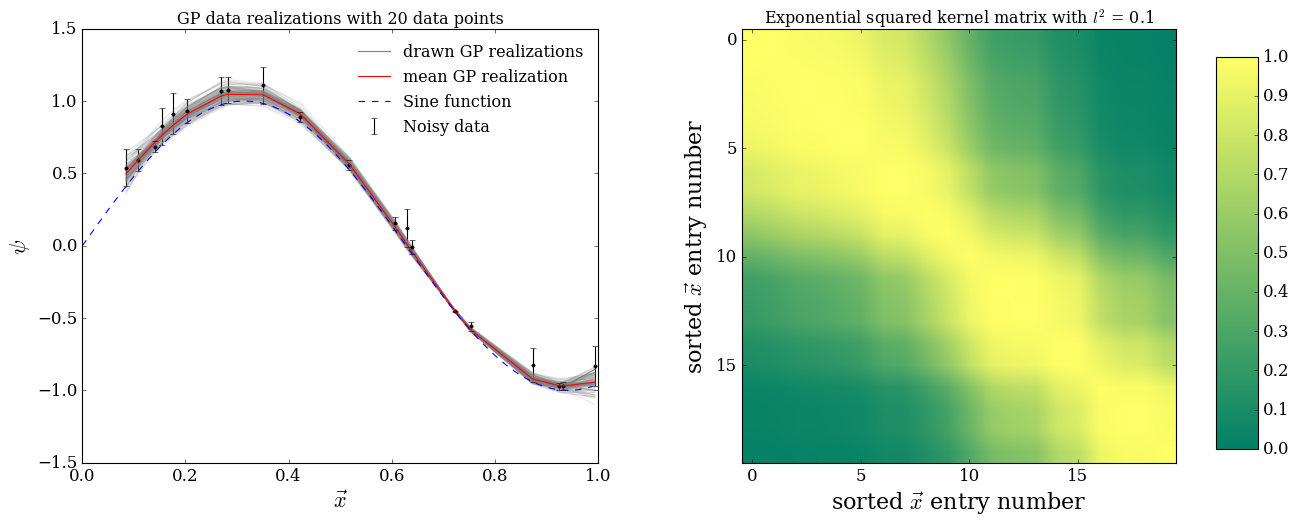 GP data realizations with 20 data points
1.5
1.0
0.5
0.0
−0.5
−1.0
−1.5
0.0 0.2 0.4 0.6 0.8 1.0
ψ
x⃗
drawn GP realizations
mean GP realization
Sine function
Noisy data
Exponential squared kernel matrix with l² = 0.1
0
5
10
15
0 5 10 15
sorted x⃗ entry number
sorted x⃗ entry number
1.0
0.9
0.8
0.7
0.6
0.5
0.4
0.3
0.2
0.1
0.0